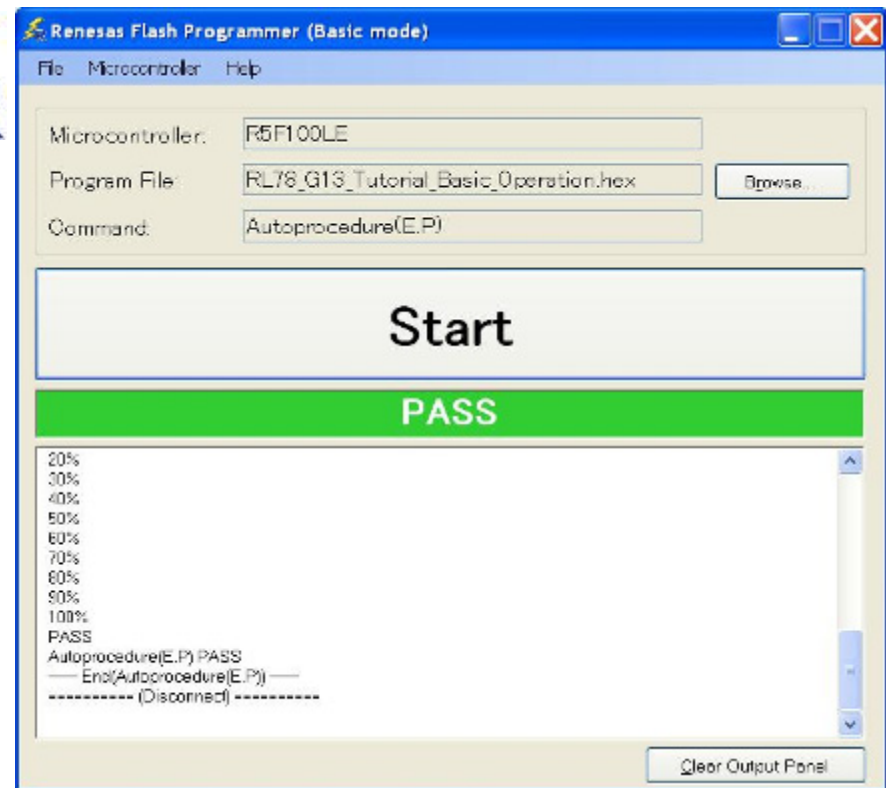 Renesas Flash Programmer (Basic mode)
File Microcontroller Help
Microcontroller: R5F100LE
Program File: RL78_G13_Tutorial_Basic_Operation.hex Browse...
Command: Autoprocedure(E.P)
Start
PASS
20%
30%
40%
50%
60%
70%
80%
90%
100%
PASS
Autoprocedure(E.P) PASS
----- End(Autoprocedure(E.P)) -----
---------- (Disconnect) ----------
Clear Output Panel